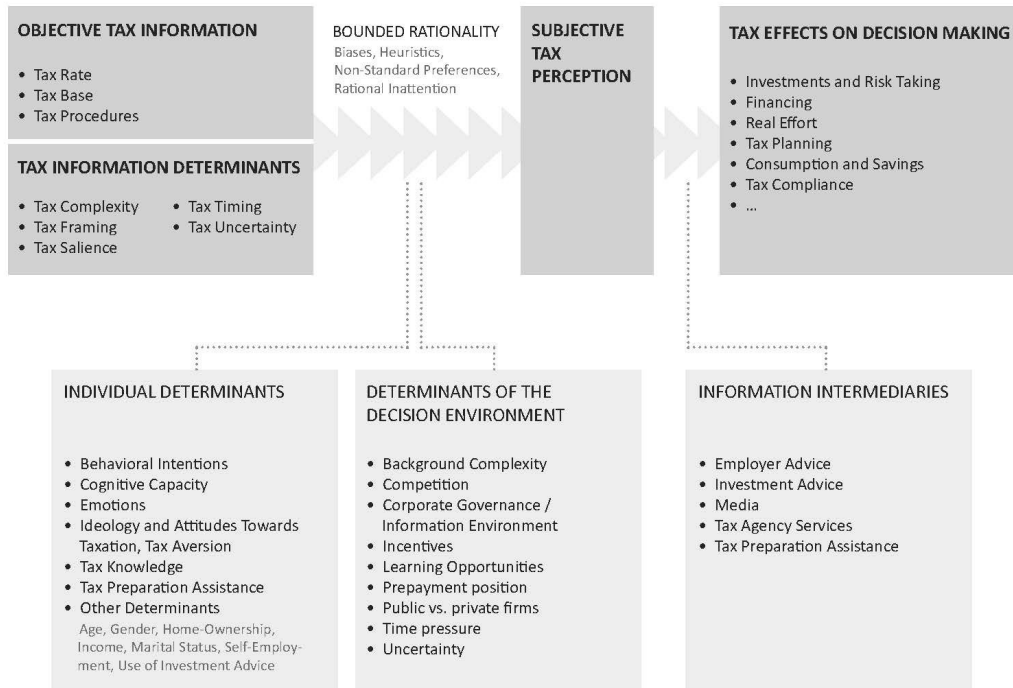 OBJECTIVE TAX INFORMATION
• Tax Rate
• Tax Base
• Tax Procedures
TAX INFORMATION DETERMINANTS
• Tax Complexity
• Tax Framing
• Tax Salience
• Tax Timing
• Tax Uncertainty
BOUNDED RATIONALITY
Biases, Heuristics,
Non-Standard Preferences,
Rational Inattention
SUBJECTIVE
TAX
PERCEPTION
TAX EFFECTS ON DECISION MAKING
• Investments and Risk Taking
• Financing
• Real Effort
• Tax Planning
• Consumption and Savings
• Tax Compliance
• ...
INDIVIDUAL DETERMINANTS
• Behavioral Intentions
• Cognitive Capacity
• Emotions
• Ideology and Attitudes Towards
Taxation, Tax Aversion
• Tax Knowledge
• Tax Preparation Assistance
• Other Determinants
Age, Gender, Home-Ownership,
Income, Marital Status, Self-Employ-
ment, Use of Investment Advice
DETERMINANTS OF THE
DECISION ENVIRONMENT
• Background Complexity
• Competition
• Corporate Governance /
Information Environment
• Incentives
• Learning Opportunities
• Prepayment position
• Public vs. private firms
• Time pressure
• Uncertainty
INFORMATION INTERMEDIARIES
• Employer Advice
• Investment Advice
• Media
• Tax Agency Services
• Tax Preparation Assistance